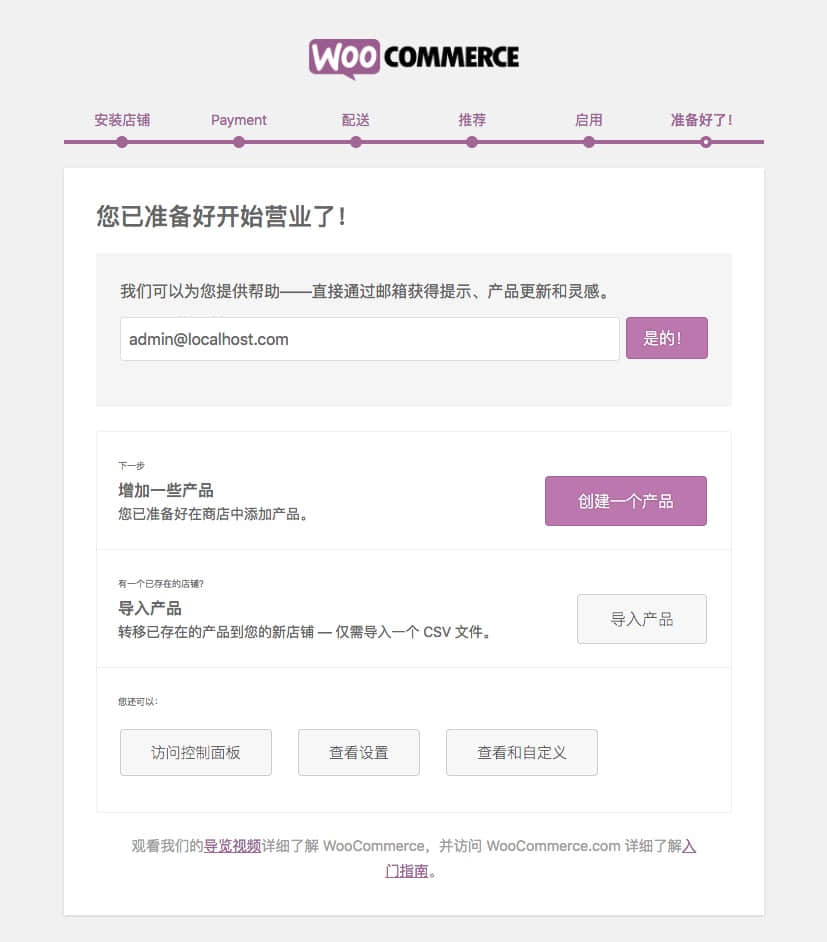 WOO COMMERCE
安装店铺 Payment 配送 推荐 启用 准备好了！
您已准备好开始营业了！
我们可以为您提供帮助——直接通过邮箱获得提示、产品更新和灵感。
admin@localhost.com 是的！
下一步
增加一些产品
您已准备好在商店中添加产品。
创建一个产品
有一个已存在的店铺？
导入产品
转移已存在的产品到您的新店铺 — 仅需导入一个 CSV 文件。
导入产品
您还可以：
访问控制面板 查看设置 查看和自定义
观看我们的导览视频详细了解 WooCommerce，并访问 WooCommerce.com 详细了解入
门指南。